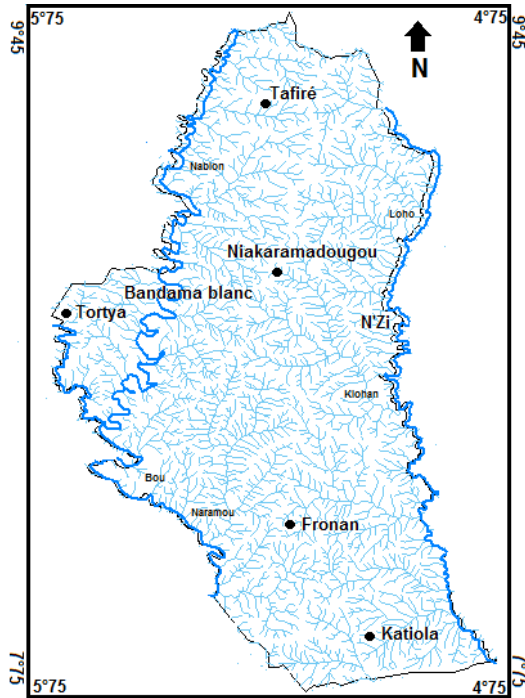 5°75
4°75
9°45
9°45
N
Tafiré
Nabion
Loho
Niakaramadougou
Bandama blanc
Tortya
N'Zi
Klohan
Bou
Naramou
Fronan
Katiola
7°75
7°75
5°75
4°75